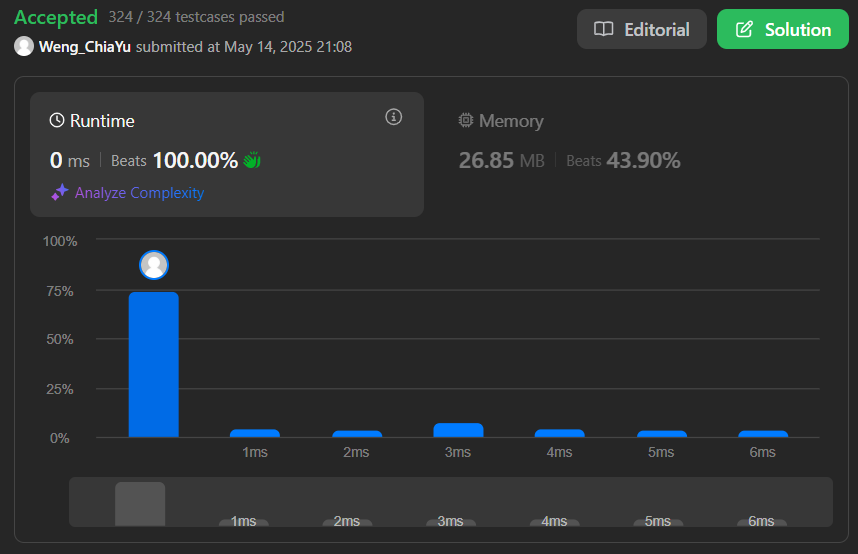 Accepted 324 / 324 testcases passed
Editorial
Solution
Weng_ChiaYu submitted at May 14, 2025 21:08
Runtime
0 ms Beats 100.00%
Analyze Complexity
Memory
26.85 MB Beats 43.90%
100%
75%
50%
25%
0%
1ms 2ms 3ms 4ms 5ms 6ms
1ms 2ms 3ms 4ms 5ms 6ms